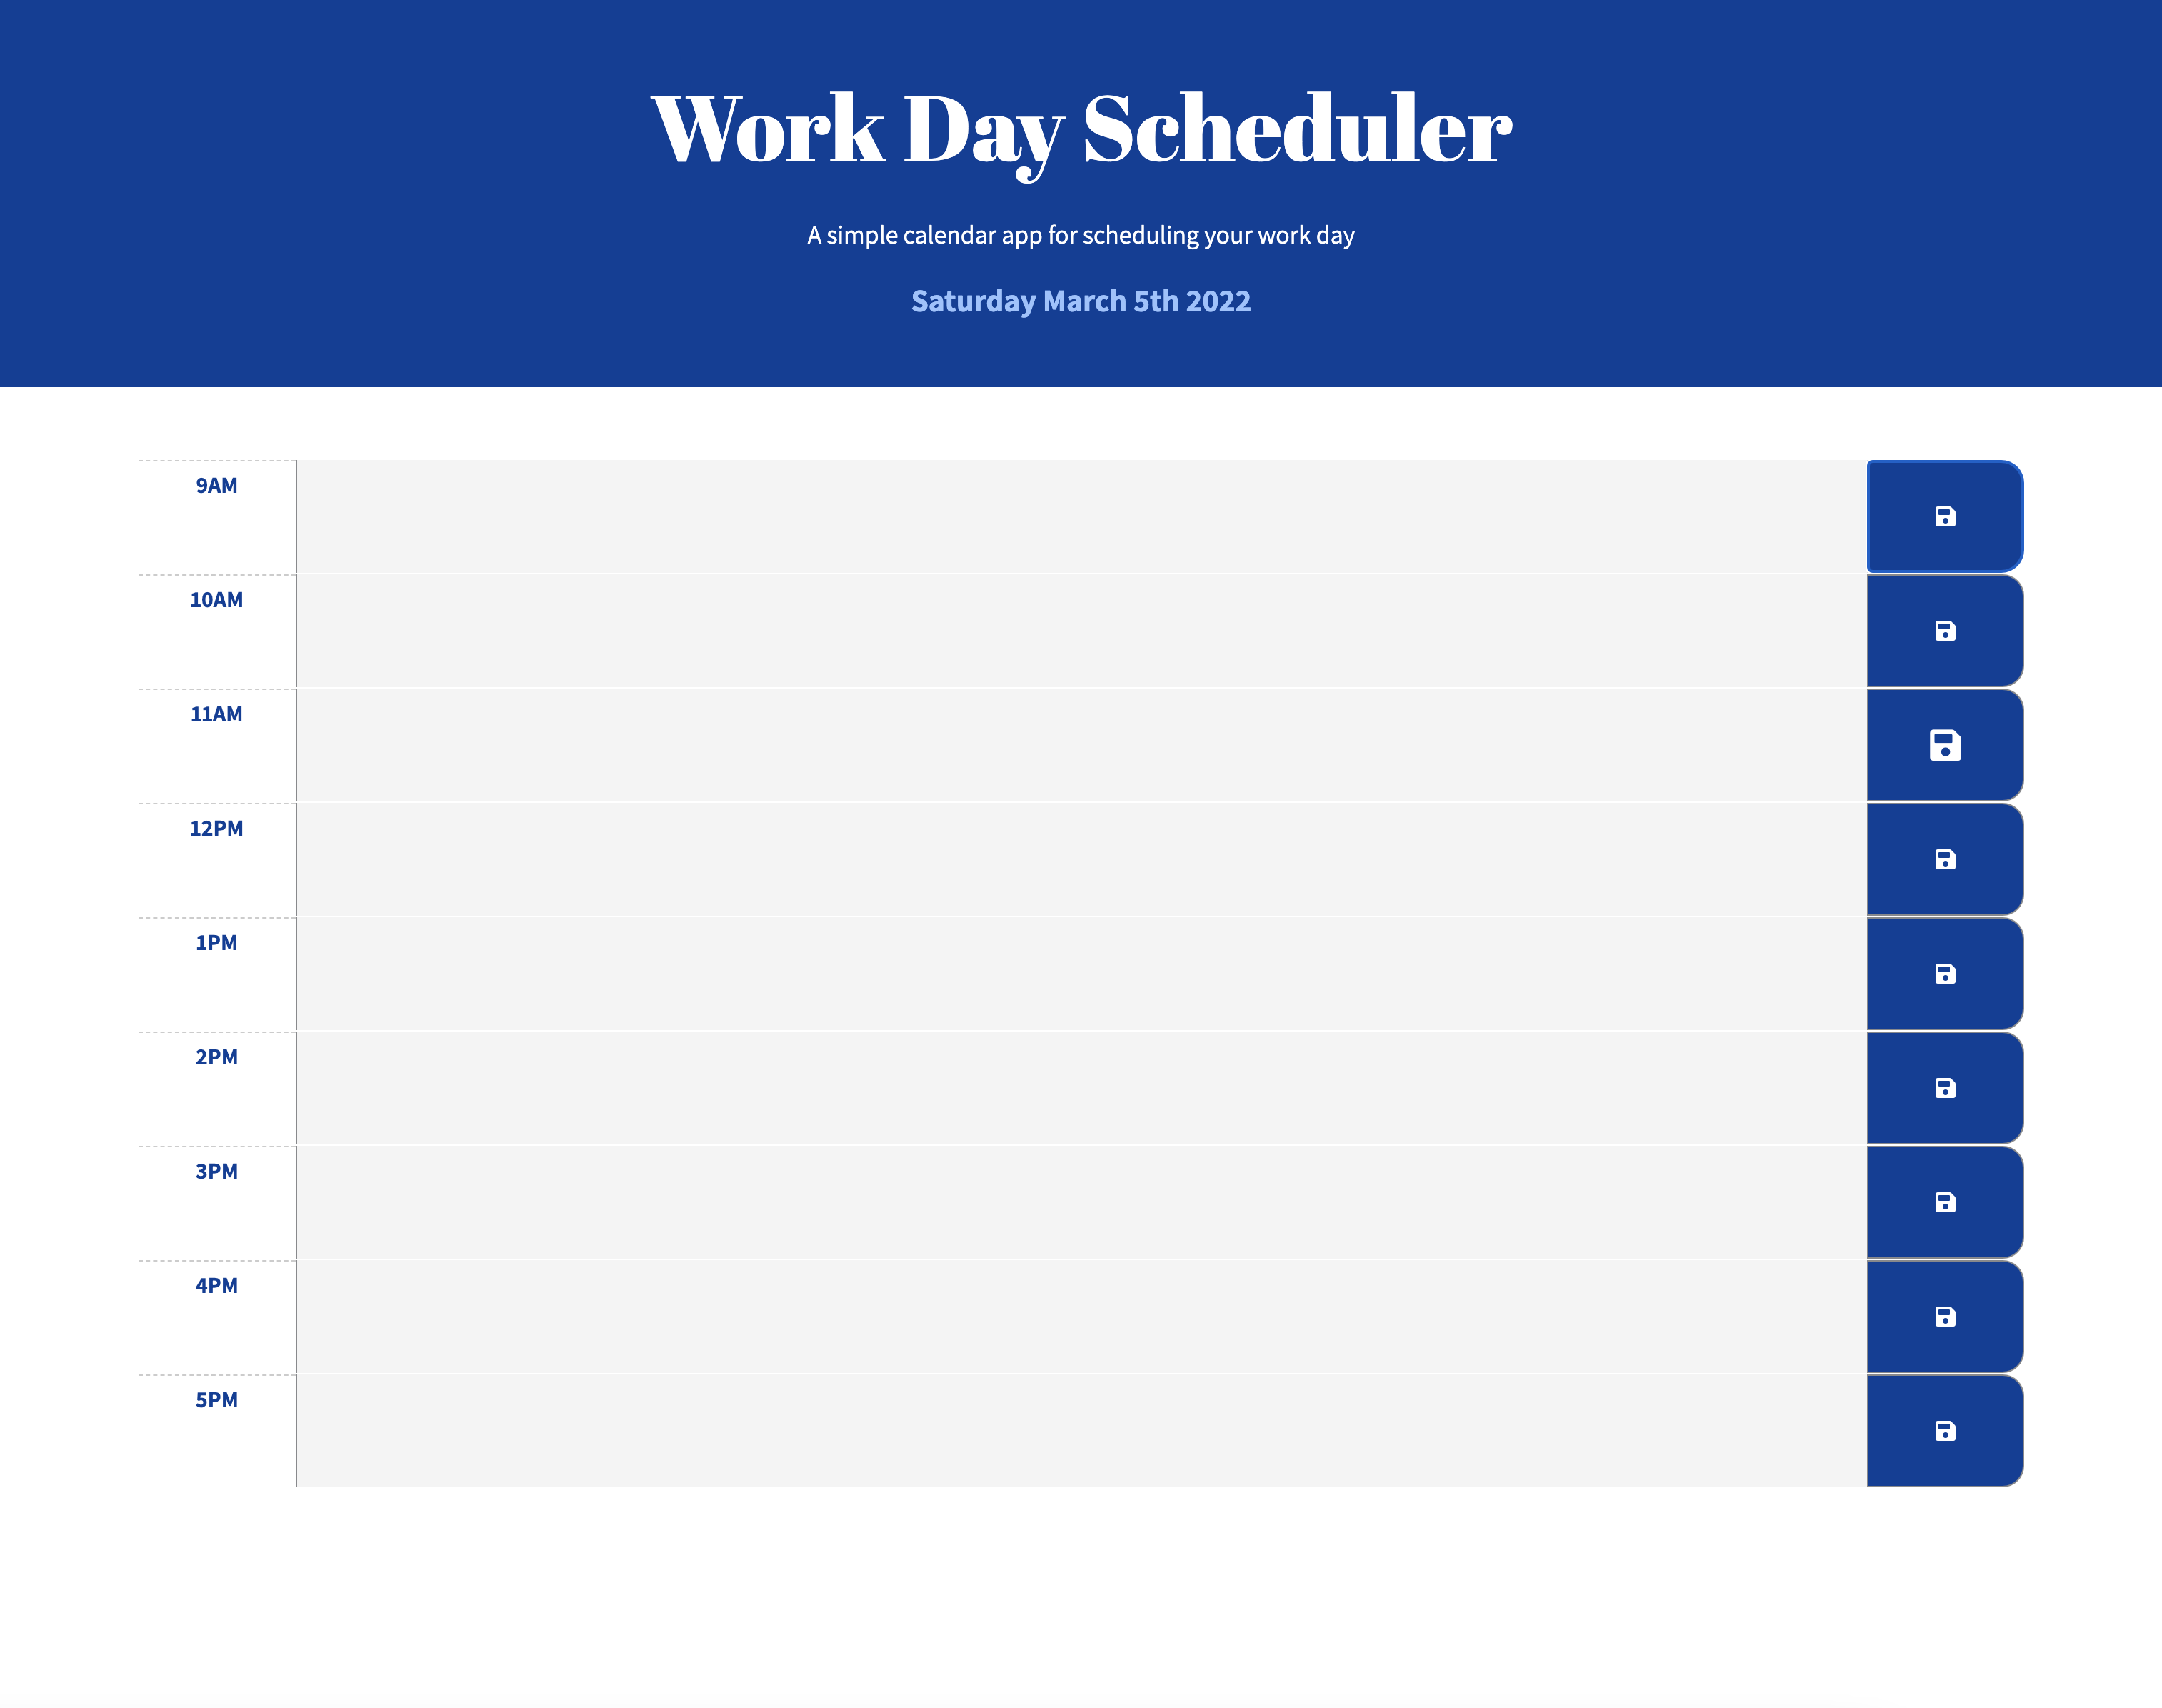 Work Day Scheduler
A simple calendar app for scheduling your work day
Saturday March 5th 2022
9AM
10AM
11AM
12PM
1PM
2PM
3PM
4PM
5PM